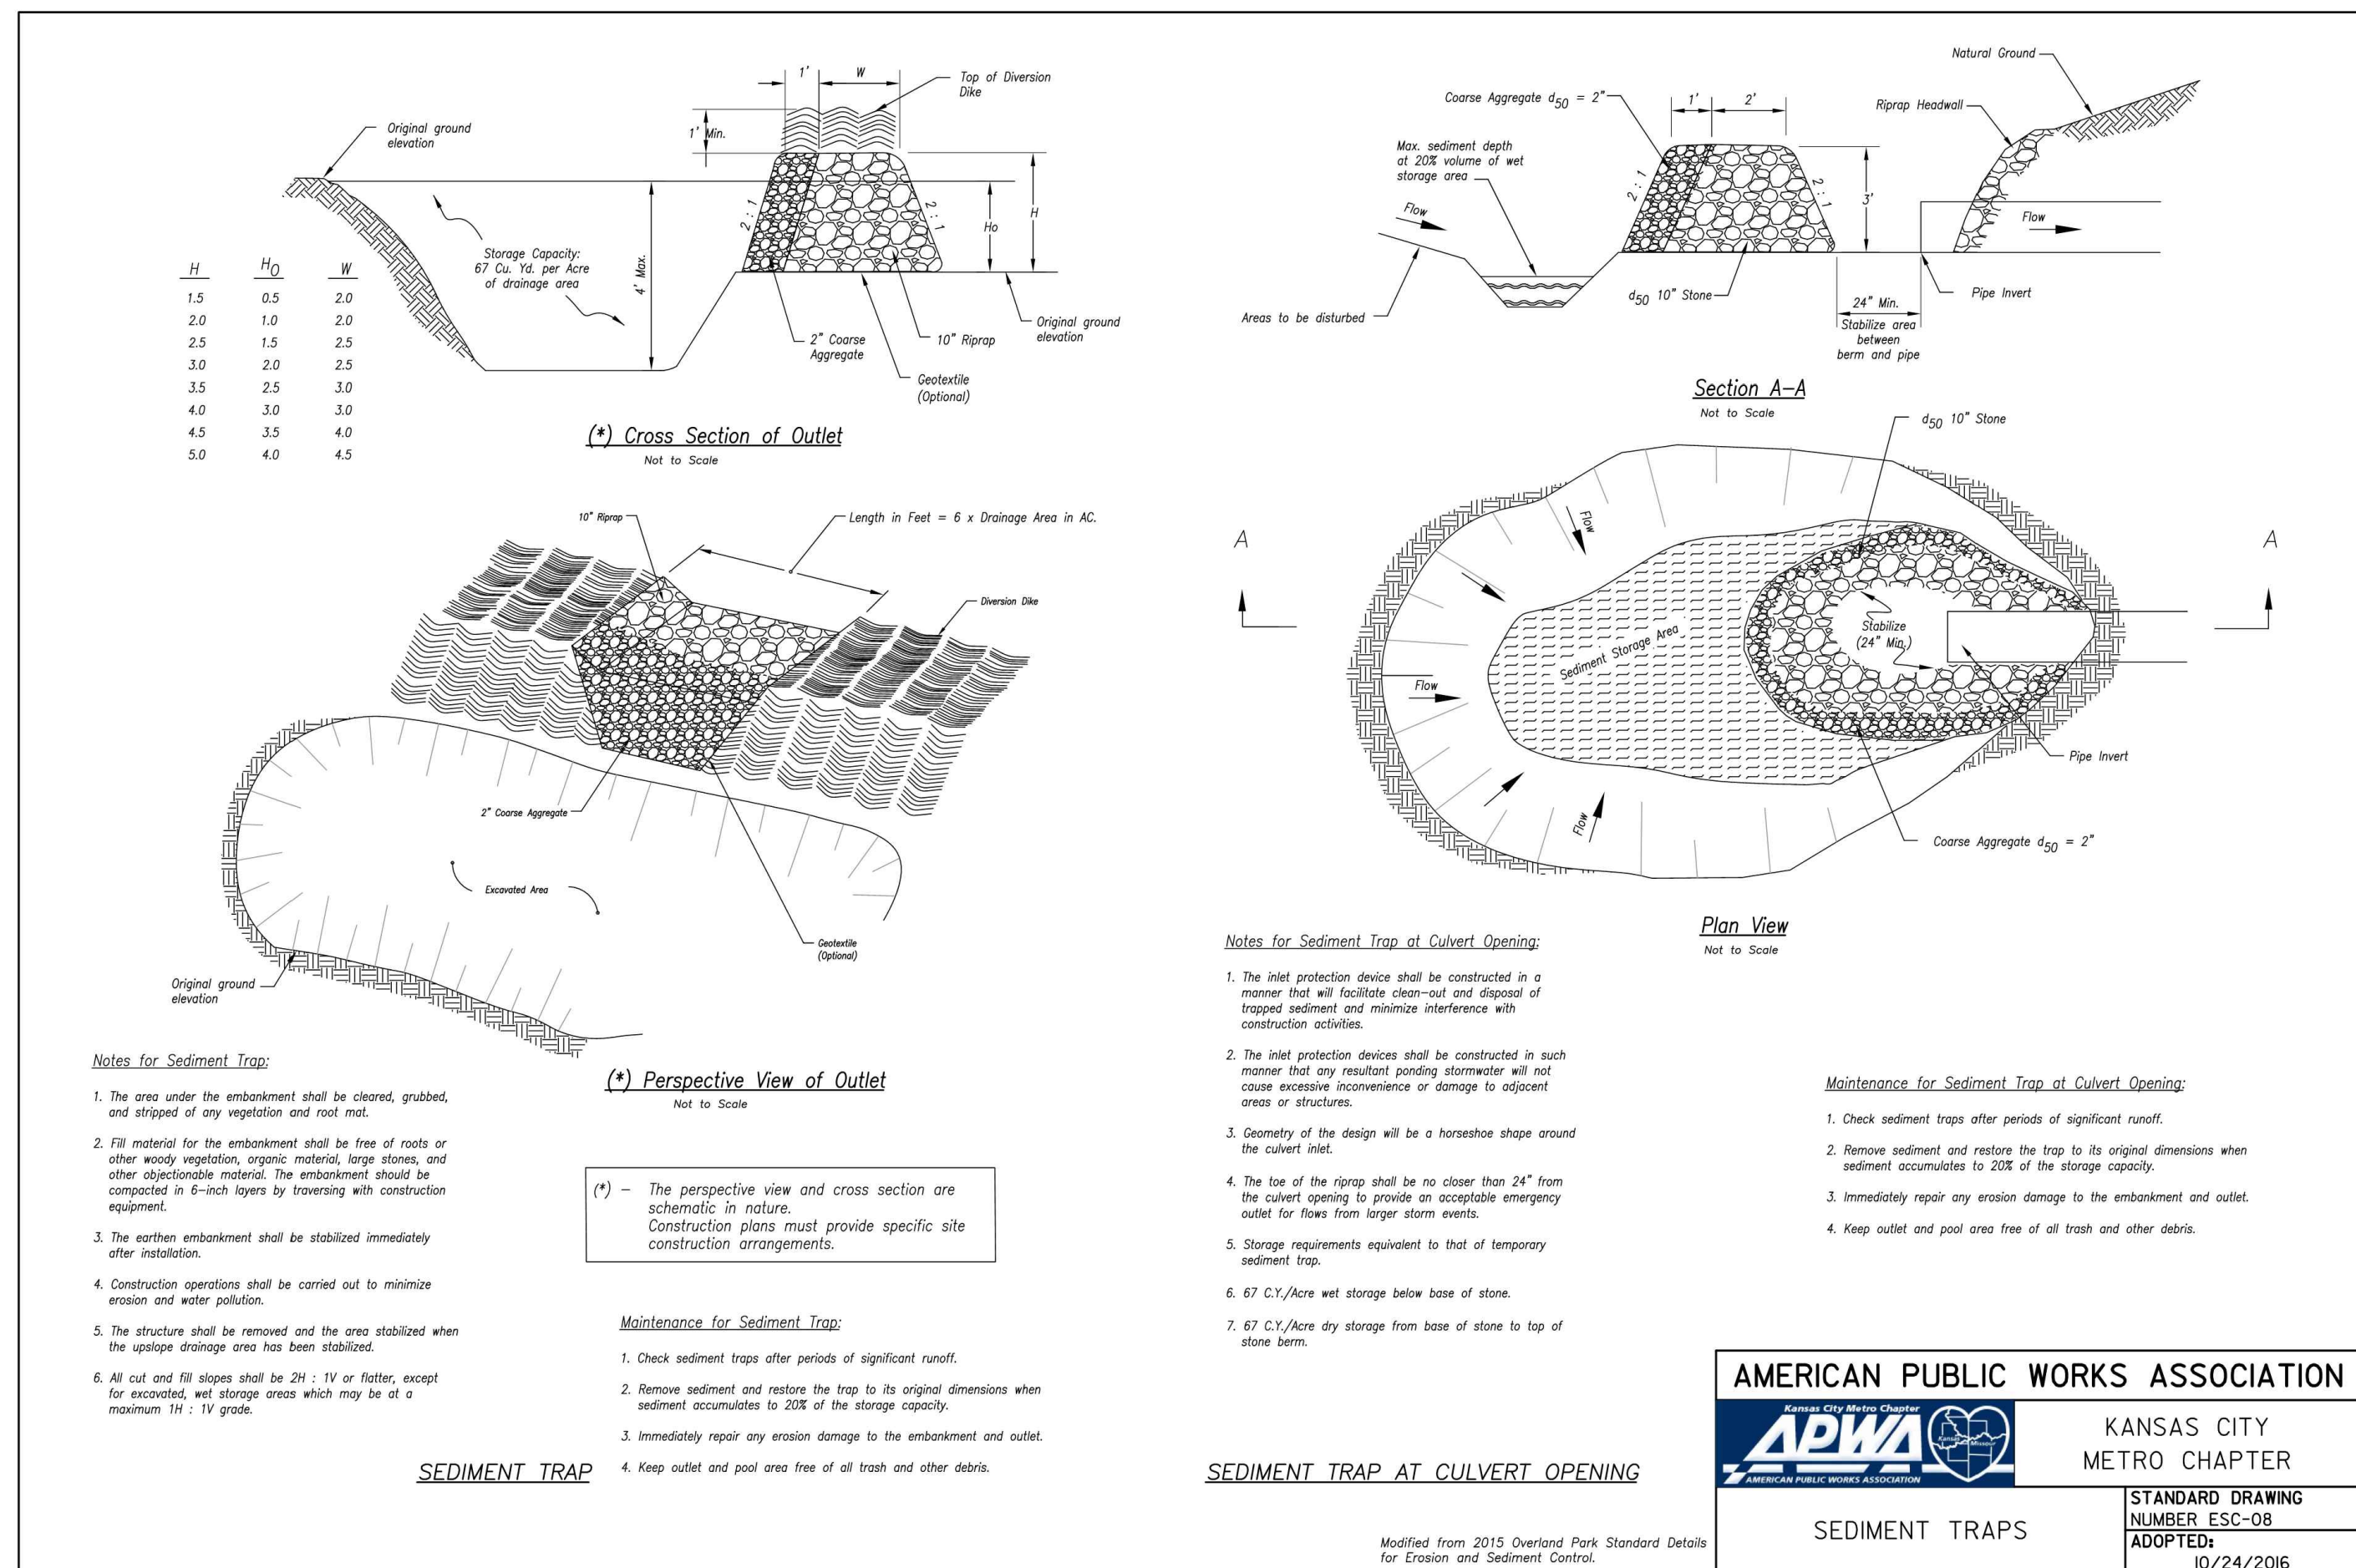 1'
W
Top of Diversion
Dike
1' Min.
Original ground
elevation
H
Ho
4' Max.
2 : 1
2 : 1
Storage Capacity:
67 Cu. Yd. per Acre
of drainage area
2" Coarse
Aggregate
10" Riprap
Original ground
elevation
Geotextile
(Optional)
H H0 W
1.5 0.5 2.0
2.0 1.0 2.0
2.5 1.5 2.5
3.0 2.0 2.5
3.5 2.5 3.0
4.0 3.0 3.0
4.5 3.5 4.0
5.0 4.0 4.5
(*) Cross Section of Outlet
Not to Scale
10" Riprap
Length in Feet = 6 x Drainage Area in AC.
Diversion Dike
2" Coarse Aggregate
Excavated Area
Geotextile
(Optional)
Original ground
elevation
(*) Perspective View of Outlet
Not to Scale
Notes for Sediment Trap:
1. The area under the embankment shall be cleared, grubbed,
and stripped of any vegetation and root mat.
2. Fill material for the embankment shall be free of roots or
other woody vegetation, organic material, large stones, and
other objectionable material. The embankment should be
compacted in 6-inch layers by traversing with construction
equipment.
3. The earthen embankment shall be stabilized immediately
after installation.
4. Construction operations shall be carried out to minimize
erosion and water pollution.
5. The structure shall be removed and the area stabilized when
the upslope drainage area has been stabilized.
6. All cut and fill slopes shall be 2H : 1V or flatter, except
for excavated, wet storage areas which may be at a
maximum 1H : 1V grade.
(*) - The perspective view and cross section are
schematic in nature.
Construction plans must provide specific site
construction arrangements.
Maintenance for Sediment Trap:
1. Check sediment traps after periods of significant runoff.
2. Remove sediment and restore the trap to its original dimensions when
sediment accumulates to 20% of the storage capacity.
3. Immediately repair any erosion damage to the embankment and outlet.
4. Keep outlet and pool area free of all trash and other debris.
SEDIMENT TRAP
Natural Ground
Coarse Aggregate d50 = 2"
1'
2'
Riprap Headwall
Max. sediment depth
at 20% volume of wet
storage area
2 : 1
2 : 1
3'
Flow
Flow
d50 10" Stone
24" Min.
Stabilize area
between
berm and pipe
Pipe Invert
Areas to be disturbed
Section A-A
Not to Scale
d50 10" Stone
A
A
Flow
Flow
Flow
Sediment Storage Area
Stabilize
(24" Min.)
Pipe Invert
Coarse Aggregate d50 = 2"
Plan View
Not to Scale
Notes for Sediment Trap at Culvert Opening:
1. The inlet protection device shall be constructed in a
manner that will facilitate clean-out and disposal of
trapped sediment and minimize interference with
construction activities.
2. The inlet protection devices shall be constructed in such
manner that any resultant ponding stormwater will not
cause excessive inconvenience or damage to adjacent
areas or structures.
3. Geometry of the design will be a horseshoe shape around
the culvert inlet.
4. The toe of the riprap shall be no closer than 24" from
the culvert opening to provide an acceptable emergency
outlet for flows from larger storm events.
5. Storage requirements equivalent to that of temporary
sediment trap.
6. 67 C.Y./Acre wet storage below base of stone.
7. 67 C.Y./Acre dry storage from base of stone to top of
stone berm.
Maintenance for Sediment Trap at Culvert Opening:
1. Check sediment traps after periods of significant runoff.
2. Remove sediment and restore the trap to its original dimensions when
sediment accumulates to 20% of the storage capacity.
3. Immediately repair any erosion damage to the embankment and outlet.
4. Keep outlet and pool area free of all trash and other debris.
SEDIMENT TRAP AT CULVERT OPENING
Modified from 2015 Overland Park Standard Details
for Erosion and Sediment Control.
AMERICAN PUBLIC WORKS ASSOCIATION
Kansas City Metro Chapter
APWA
Kansas
Missouri
AMERICAN PUBLIC WORKS ASSOCIATION
KANSAS CITY
METRO CHAPTER
SEDIMENT TRAPS
STANDARD DRAWING
NUMBER ESC-08
ADOPTED:
10/24/2016